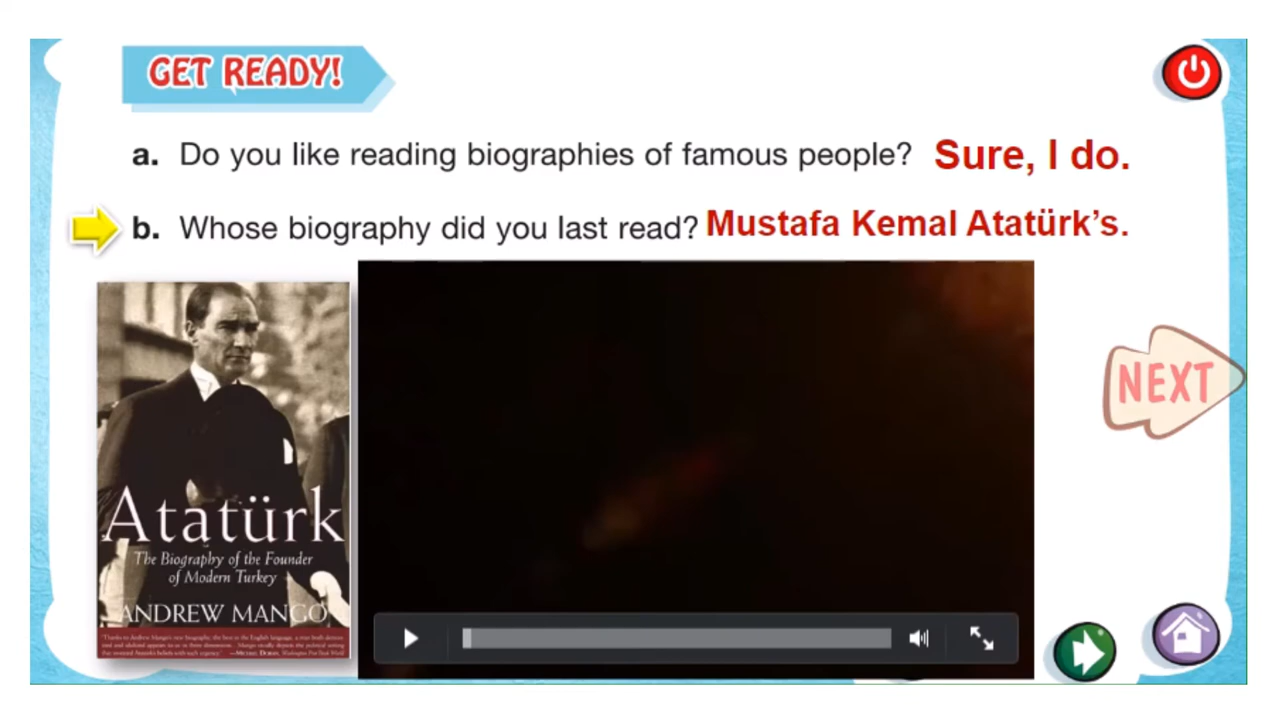 GET READY!
a. Do you like reading biographies of famous people? Sure, I do.
b. Whose biography did you last read? Mustafa Kemal Atatürk's.
NEXT
Atatürk
The Biography of the Founder
of Modern Turkey
ANDREW MANGO